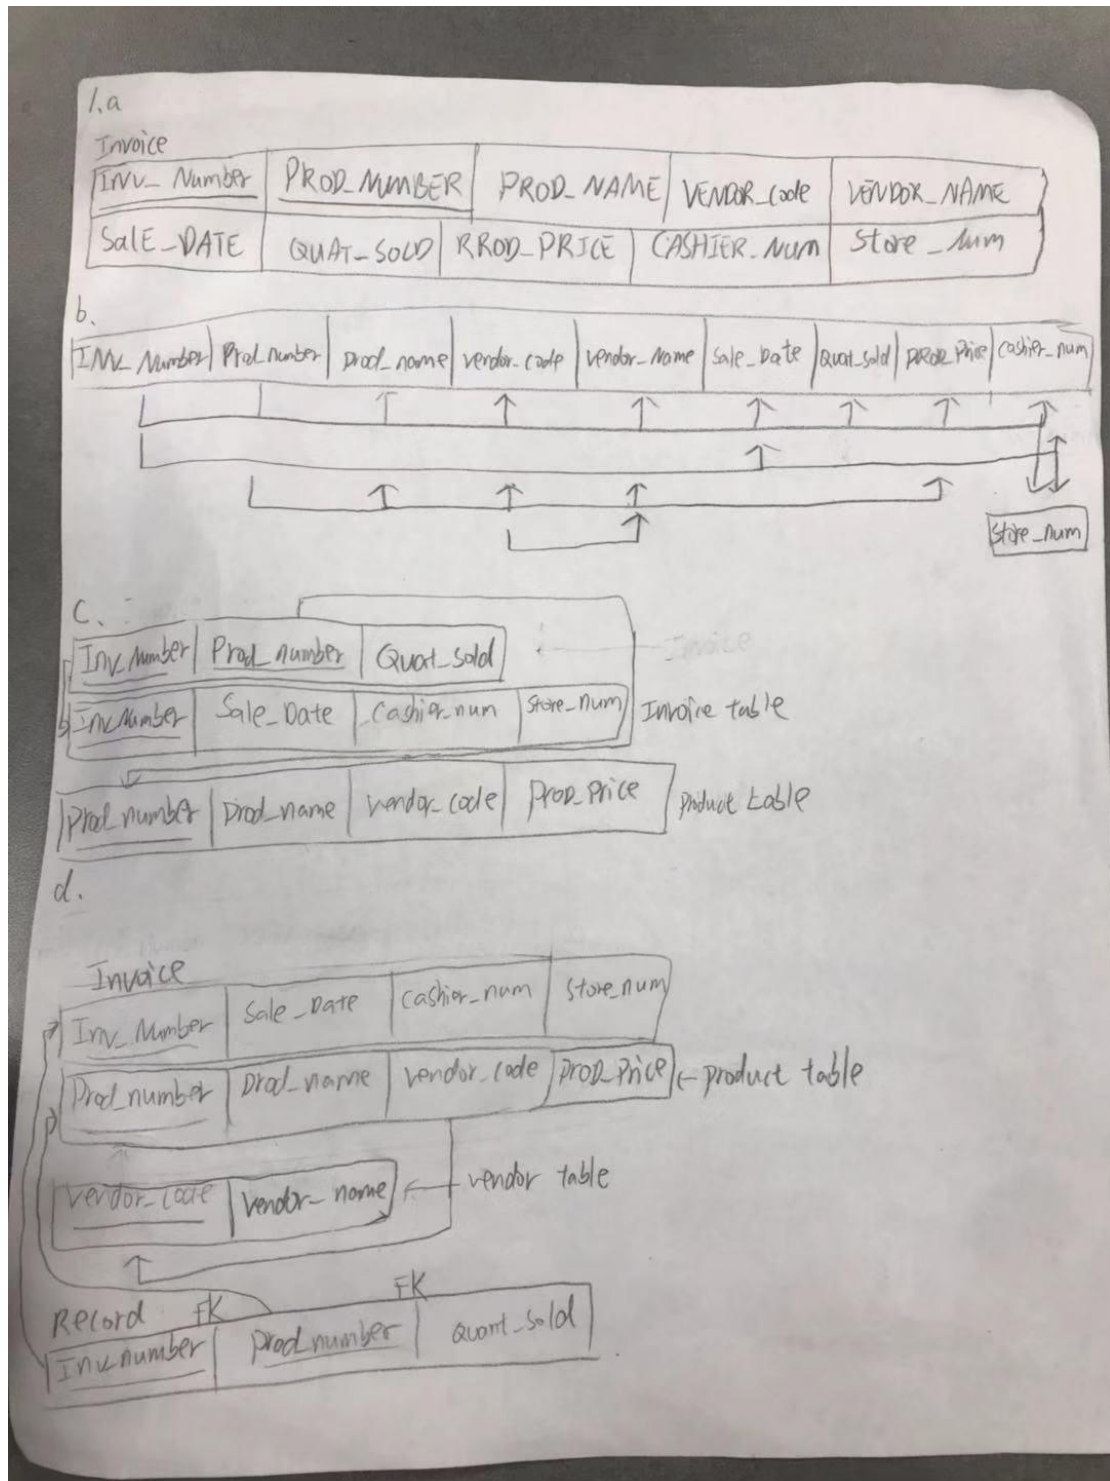 1.a
Invoice
INV_Number PROD_NUMBER PROD_NAME VENDOR_code VENDOR_NAME
SalE_DATE QUAT_SOLD RROD_PRICE CASHIER_NUM Store_Num
b.
INV_Number Prod_number Prod_name vendor_code vendor_Name Sale_Date Quat_sold PROD_Price cashier_num
Store_num
C.
Inv_Number Prod_number Quat_sold Invoice
Inv_Number Sale_Date Cashier_num Store_num Invoice table
Prod_number Prod_name vendor_code Prod_Price Product table
d.
Invoice
Inv_Number Sale_Date Cashier_num Store_num
Prod_number Prod_name vendor_code Prod_Price product table
vendor_code vendor_name vendor table
Record FK FK
Inv_number Prod_number Quant_sold